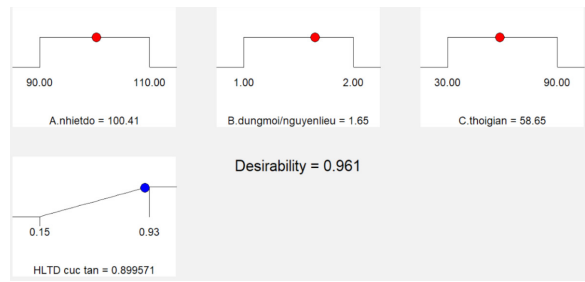 90.00 110.00 1.00 2.00 30.00 90.00
A.nhietdo = 100.41 B.dungmoi/nguyenlieu = 1.65 C.thoigian = 58.65
Desirability = 0.961
0.15 0.93
HLTD cuc tan = 0.899571